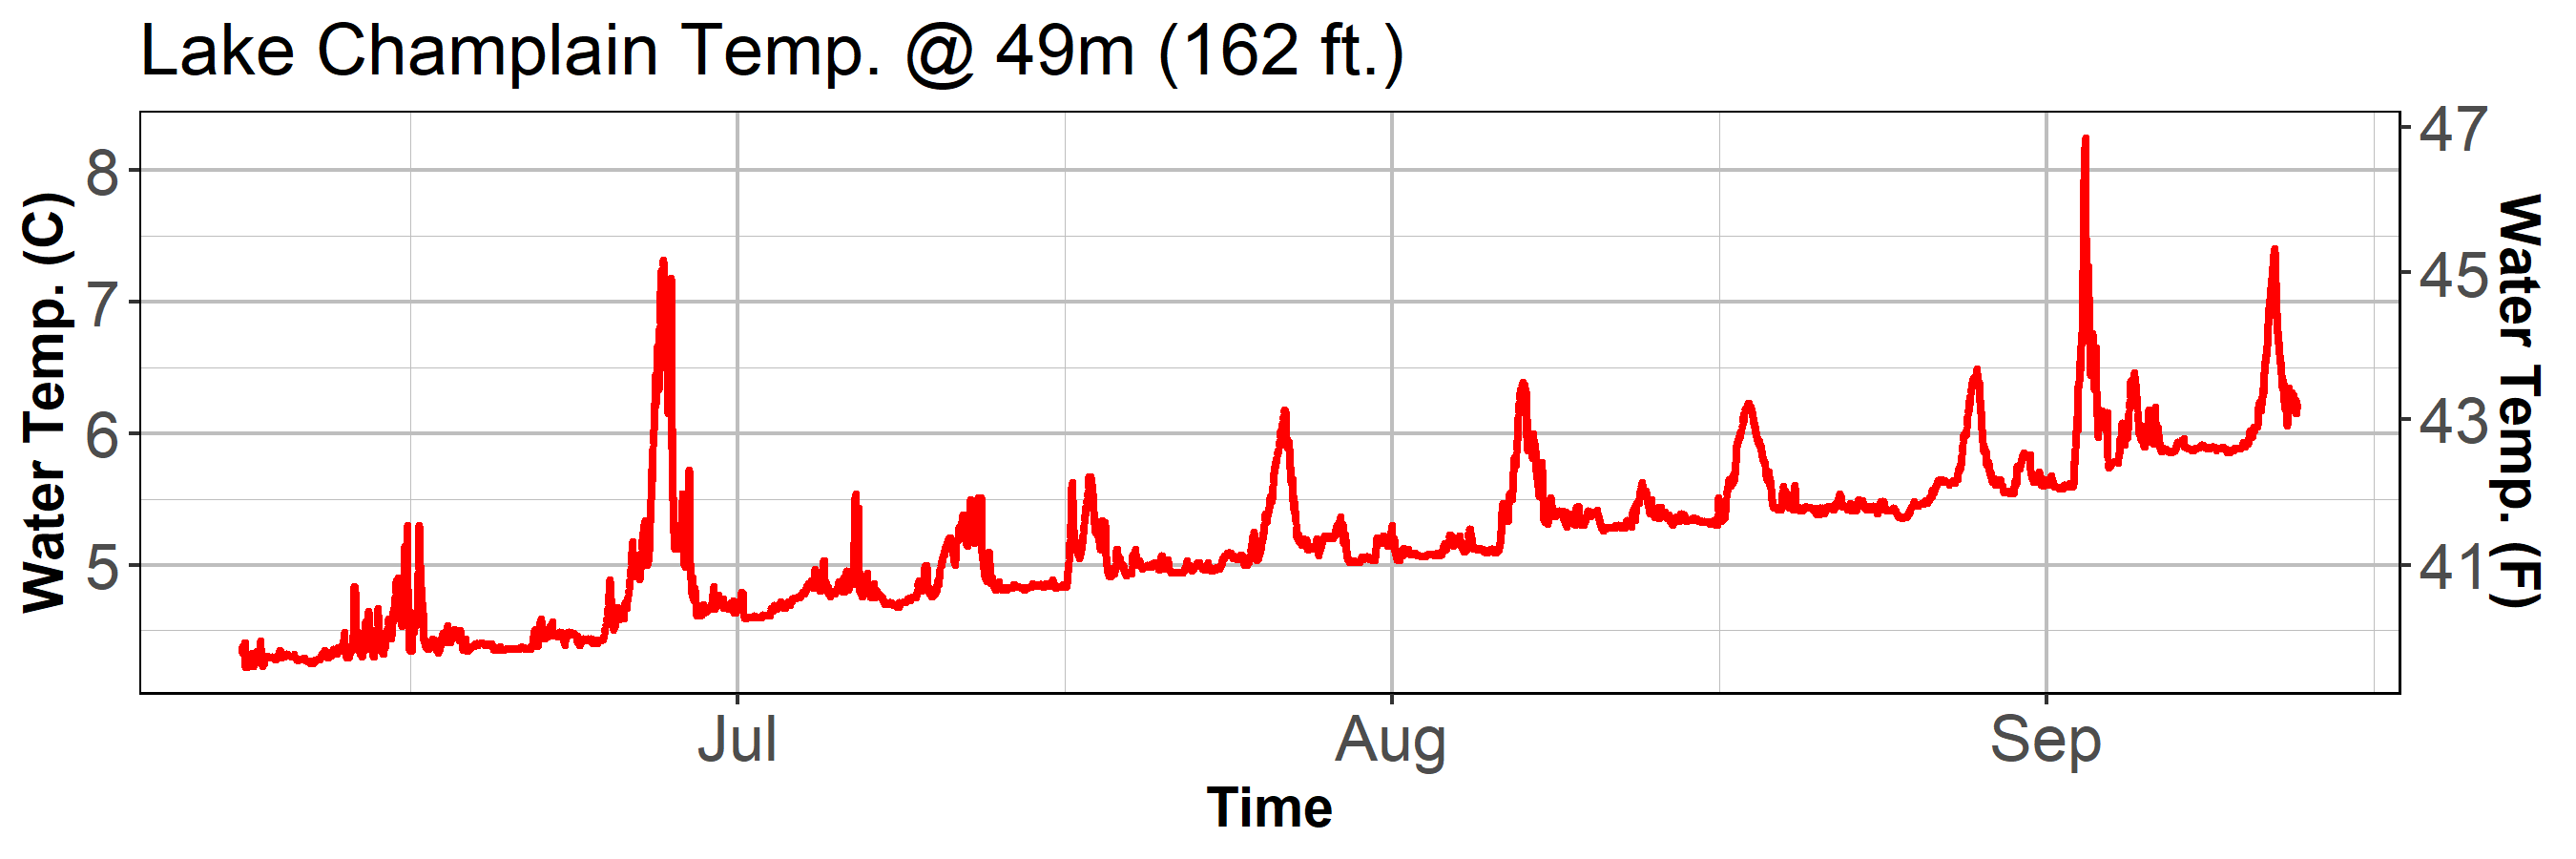 Lake Champlain Temp. @ 49m (162 ft.)
Water Temp. (C)
8
7
6
5
47
45
43
41
Water Temp. (F)
Jul
Aug
Sep
Time